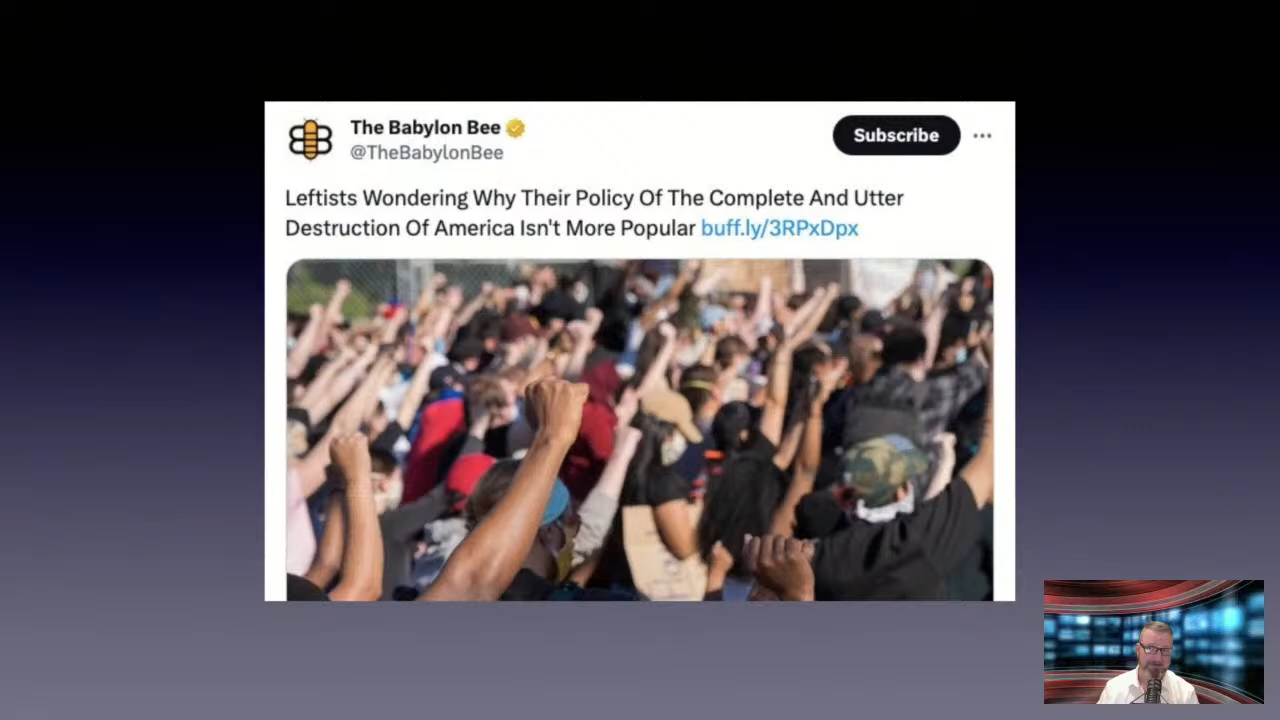 The Babylon Bee
@TheBabylonBee
Subscribe
Leftists Wondering Why Their Policy Of The Complete And Utter
Destruction Of America Isn't More Popular buff.ly/3RPxDpx